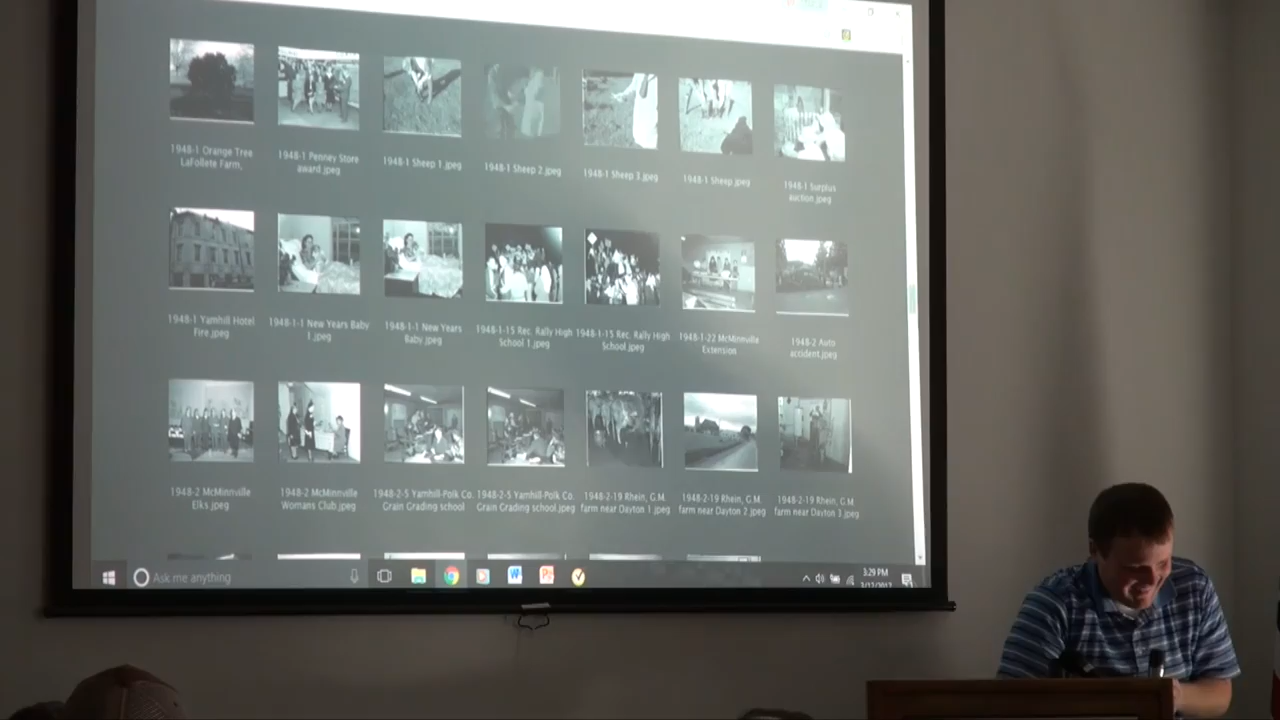 1948-1 Orange Tree
LaFollete Farm,
1948-1 Penney Store
award.jpeg
1948-1 Sheep 1.jpeg
1948-1 Sheep 2.jpeg
1948-1 Sheep 3.jpeg
1948-1 Sheep.jpeg
1948-1 Surplus
auction.jpeg
1948-1 Yamhill Hotel
Fire.jpeg
1948-1-1 New Years Baby
1.jpeg
1948-1-1 New Years
Baby.jpeg
1948-1-15 Rec. Rally High
School 1.jpeg
1948-1-15 Rec. Rally High
School.jpeg
1948-1-22 McMinnville
Extension
1948-2 Auto
accident.jpeg
1948-2 McMinnville
Elks.jpeg
1948-2 McMinnville
Womans Club.jpeg
1948-2-5 Yamhill-Polk Co.
Grain Grading school
1948-2-5 Yamhill-Polk Co.
Grain Grading school.jpeg
1948-2-19 Rhein, G.M.
farm near Dayton 1.jpeg
1948-2-19 Rhein, G.M.
farm near Dayton 2.jpeg
1948-2-19 Rhein, G.M.
farm near Dayton 3.jpeg
Ask me anything
3:29 PM